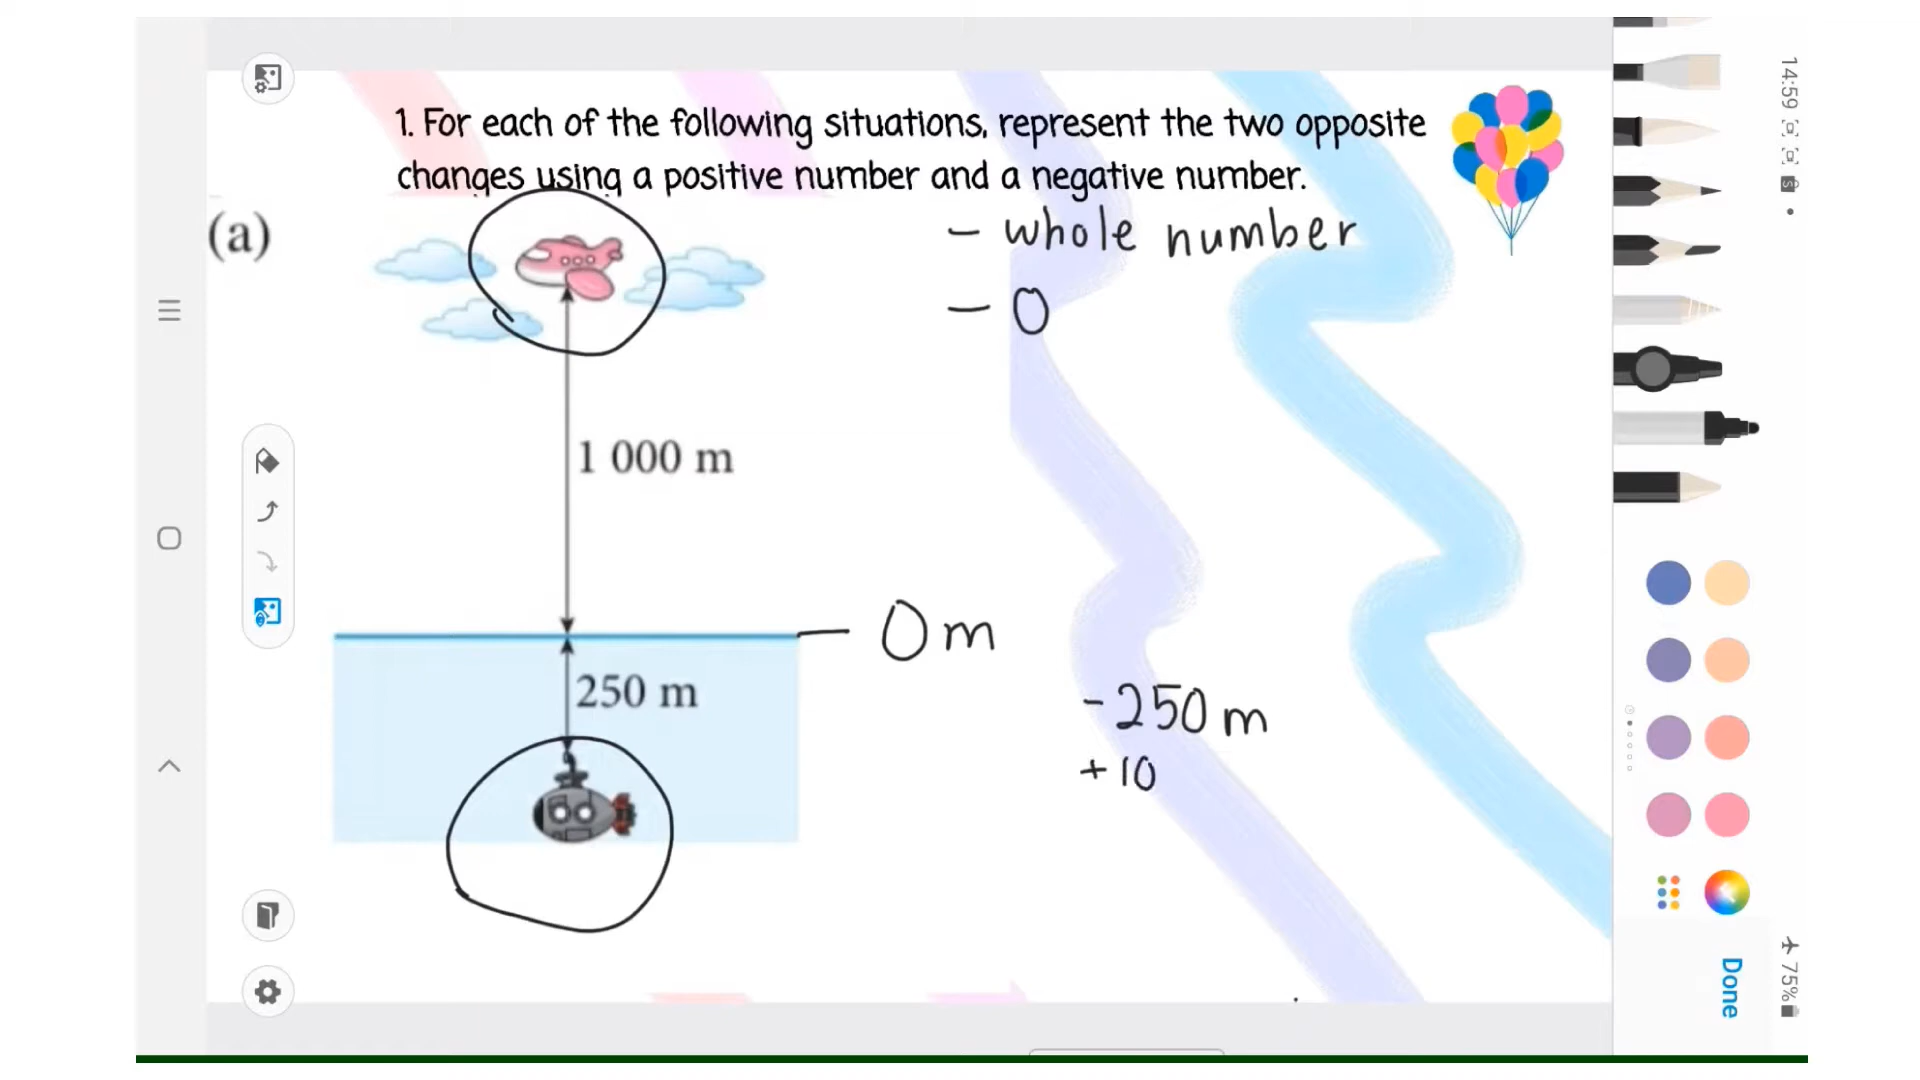 1. For each of the following situations, represent the two opposite
changes using a positive number and a negative number.
(a)
- whole number
- 0
1 000 m
0 m
250 m
-250 m
+10
14:59
75%
Done